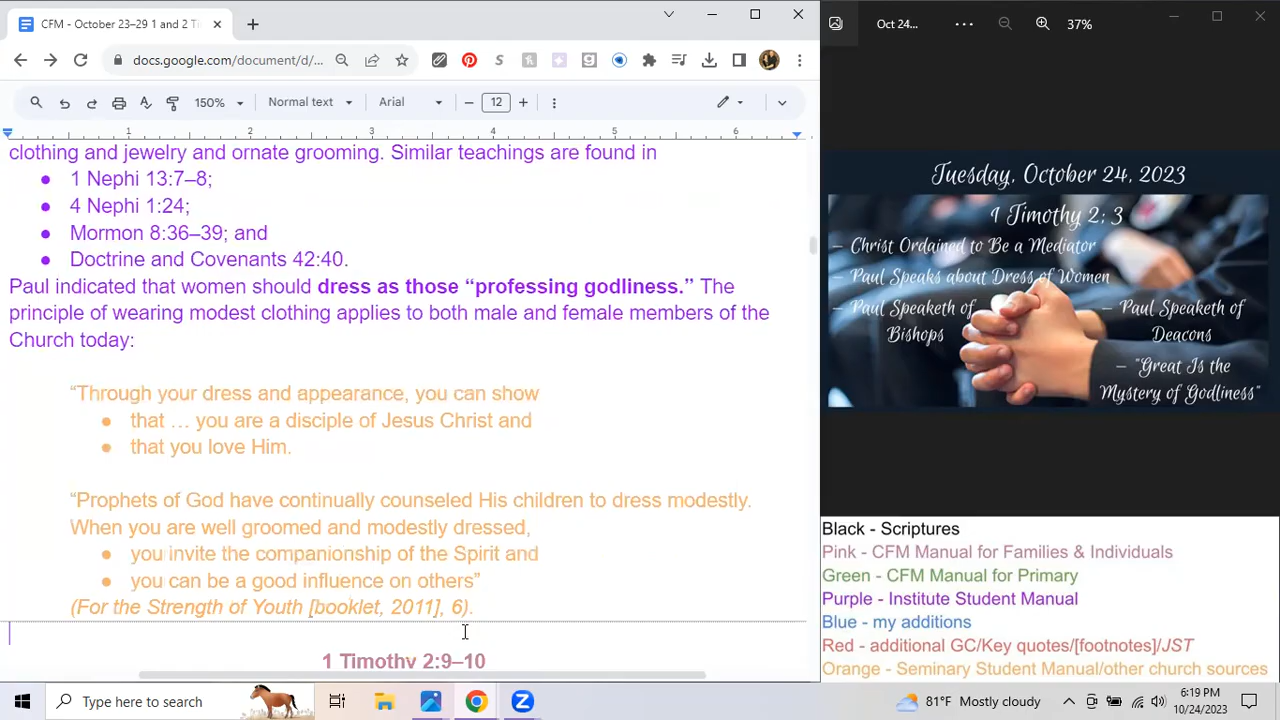 CFM - October 23–29 1 and 2 Ti
docs.google.com/document/d/...
150%
Normal text
Arial
12
1 2 3 4 5 6
clothing and jewelry and ornate grooming. Similar teachings are found in
● 1 Nephi 13:7–8;
● 4 Nephi 1:24;
● Mormon 8:36–39; and
● Doctrine and Covenants 42:40.
Paul indicated that women should dress as those “professing godliness.” The
principle of wearing modest clothing applies to both male and female members of the
Church today:
“Through your dress and appearance, you can show
● that … you are a disciple of Jesus Christ and
● that you love Him.
“Prophets of God have continually counseled His children to dress modestly.
When you are well groomed and modestly dressed,
● you invite the companionship of the Spirit and
● you can be a good influence on others”
(For the Strength of Youth [booklet, 2011], 6).
1 Timothy 2:9–10
Oct 24...
37%
Tuesday, October 24, 2023
1 Timothy 2; 3
– Christ Ordained to Be a Mediator
– Paul Speaks about Dress of Women
– Paul Speaketh of
Bishops
– Paul Speaketh of
Deacons
– "Great Is the
Mystery of Godliness"
Black - Scriptures
Pink - CFM Manual for Families & Individuals
Green - CFM Manual for Primary
Purple - Institute Student Manual
Blue - my additions
Red - additional GC/Key quotes/[footnotes]/JST
Orange - Seminary Student Manual/other church sources
Type here to search
81°F Mostly cloudy
6:19 PM
10/24/2023